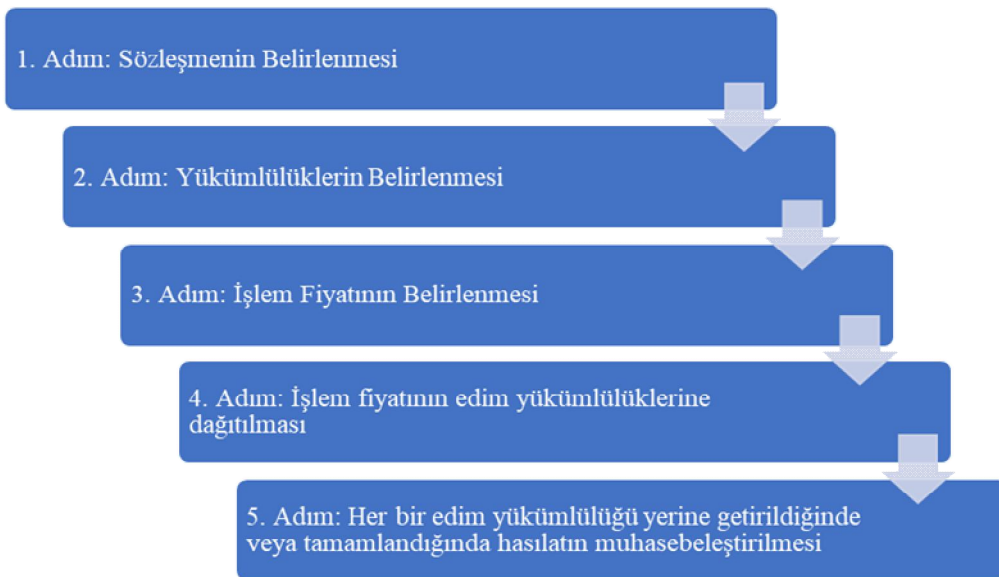 1. Adım: Sözleşmenin Belirlenmesi
2. Adım: Yükümlülüklerin Belirlenmesi
3. Adım: İşlem Fiyatının Belirlenmesi
4. Adım: İşlem fiyatının edim yükümlülüklerine
dağıtılması
5. Adım: Her bir edim yükümlülüğü yerine getirildiğinde
veya tamamlandığında hasılatın muhasebeleştirilmesi